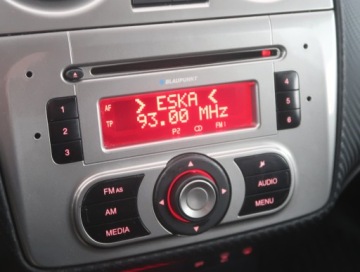 BLAUPUNKT
AF > ESKA <
TP 93.00 MHz
P2 FM1
1
2
3
4
5
6
FM AS
AM
MEDIA
AUDIO
MENU